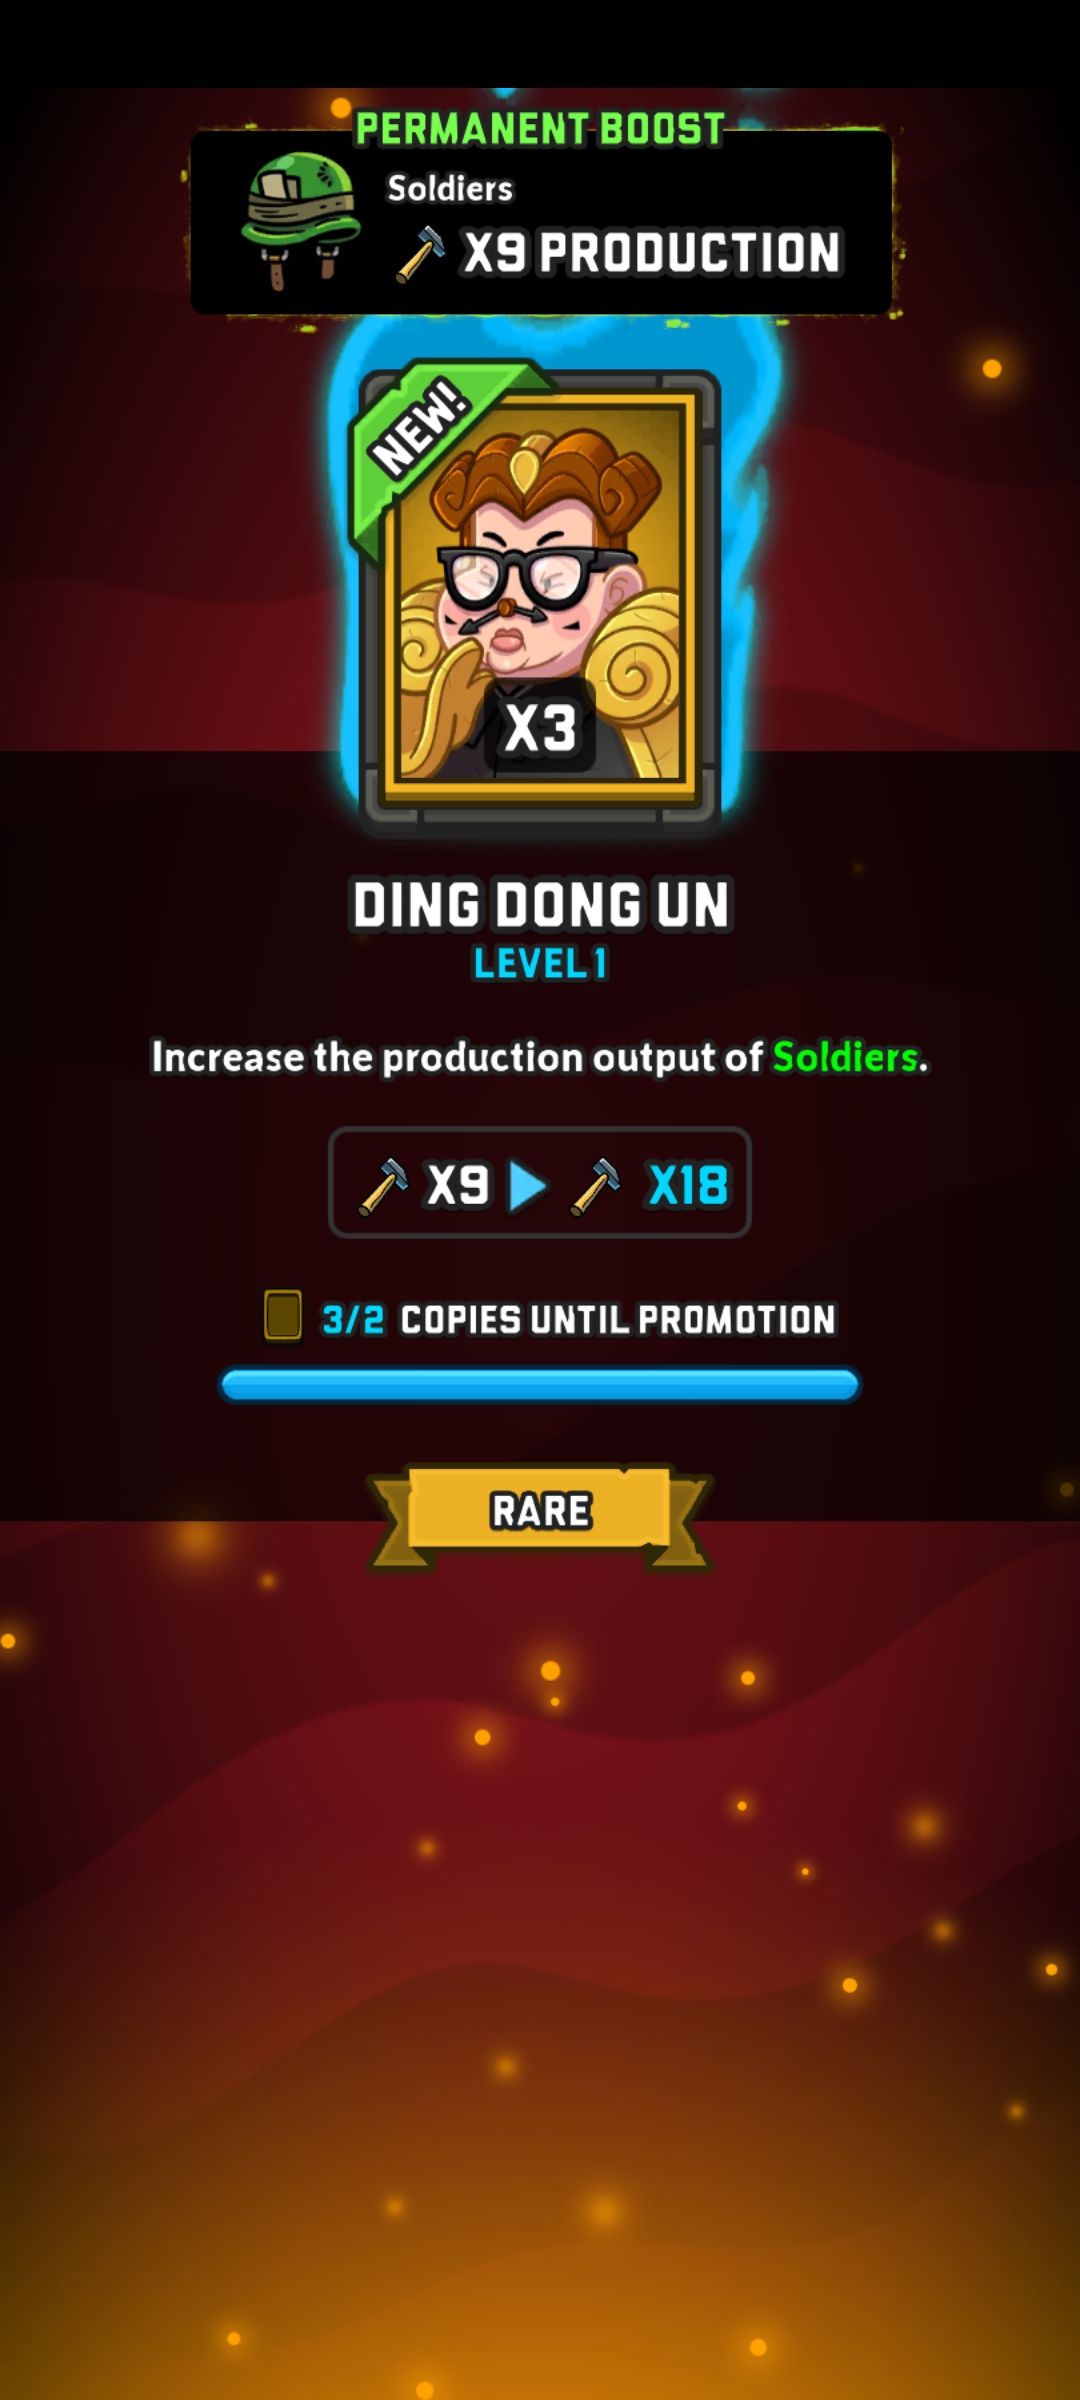 PERMANENT BOOST
Soldiers
X9 PRODUCTION
NEW!
X3
DING DONG UN
LEVEL 1
Increase the production output of Soldiers.
X9 X18
3/2 COPIES UNTIL PROMOTION
RARE